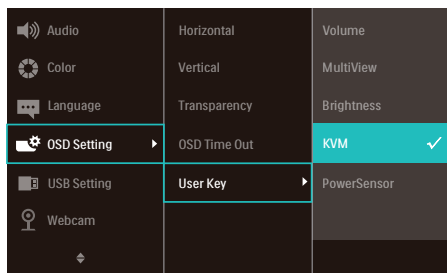 Audio
Horizontal
Volume
Color
Vertical
MultiView
Language
Transparency
Brightness
OSD Setting
OSD Time Out
KVM
USB Setting
User Key
PowerSensor
Webcam